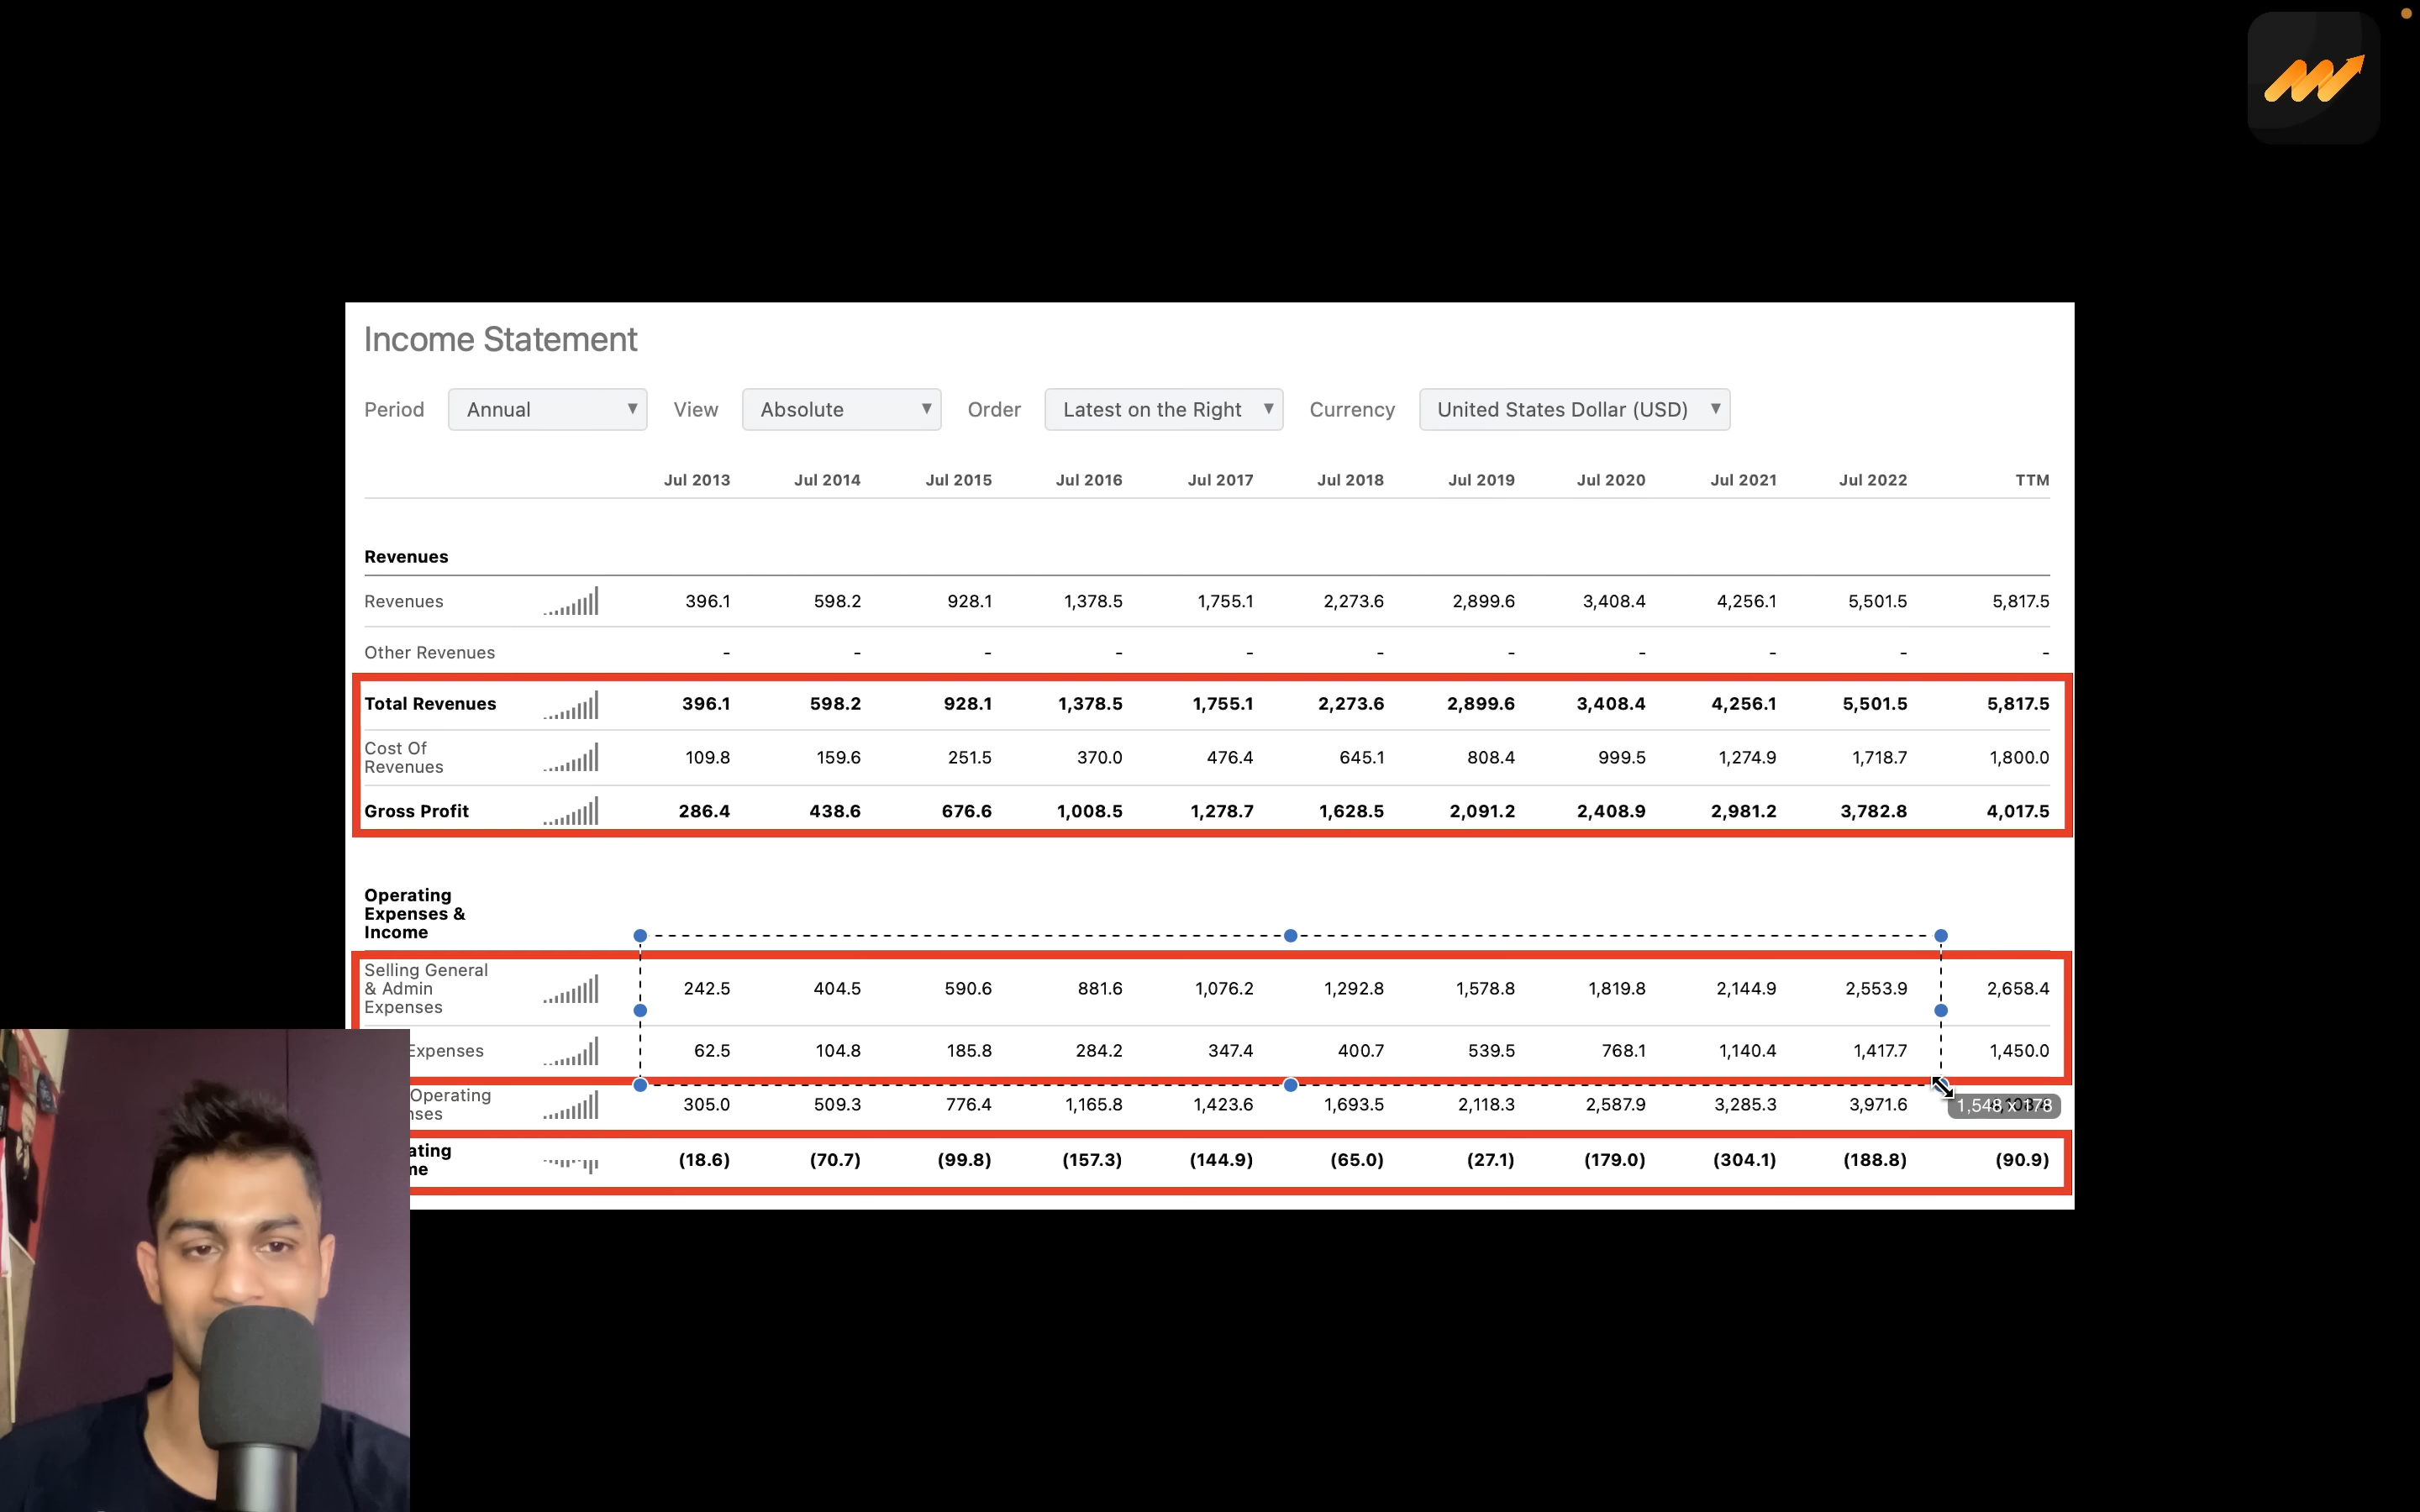 Income Statement
Period Annual ▼ View Absolute ▼ Order Latest on the Right ▼ Currency United States Dollar (USD) ▼
Jul 2013 Jul 2014 Jul 2015 Jul 2016 Jul 2017 Jul 2018 Jul 2019 Jul 2020 Jul 2021 Jul 2022 TTM
Revenues
Revenues 396.1 598.2 928.1 1,378.5 1,755.1 2,273.6 2,899.6 3,408.4 4,256.1 5,501.5 5,817.5
Other Revenues - - - - - - - - - - -
Total Revenues 396.1 598.2 928.1 1,378.5 1,755.1 2,273.6 2,899.6 3,408.4 4,256.1 5,501.5 5,817.5
Cost Of
Revenues 109.8 159.6 251.5 370.0 476.4 645.1 808.4 999.5 1,274.9 1,718.7 1,800.0
Gross Profit 286.4 438.6 676.6 1,008.5 1,278.7 1,628.5 2,091.2 2,408.9 2,981.2 3,782.8 4,017.5
Operating
Expenses &
Income
Selling General
& Admin
Expenses 242.5 404.5 590.6 881.6 1,076.2 1,292.8 1,578.8 1,819.8 2,144.9 2,553.9 2,658.4
Expenses 62.5 104.8 185.8 284.2 347.4 400.7 539.5 768.1 1,140.4 1,417.7 1,450.0
Operating
nses 305.0 509.3 776.4 1,165.8 1,423.6 1,693.5 2,118.3 2,587.9 3,285.3 3,971.6
1,548 x 178
ating
me (18.6) (70.7) (99.8) (157.3) (144.9) (65.0) (27.1) (179.0) (304.1) (188.8) (90.9)